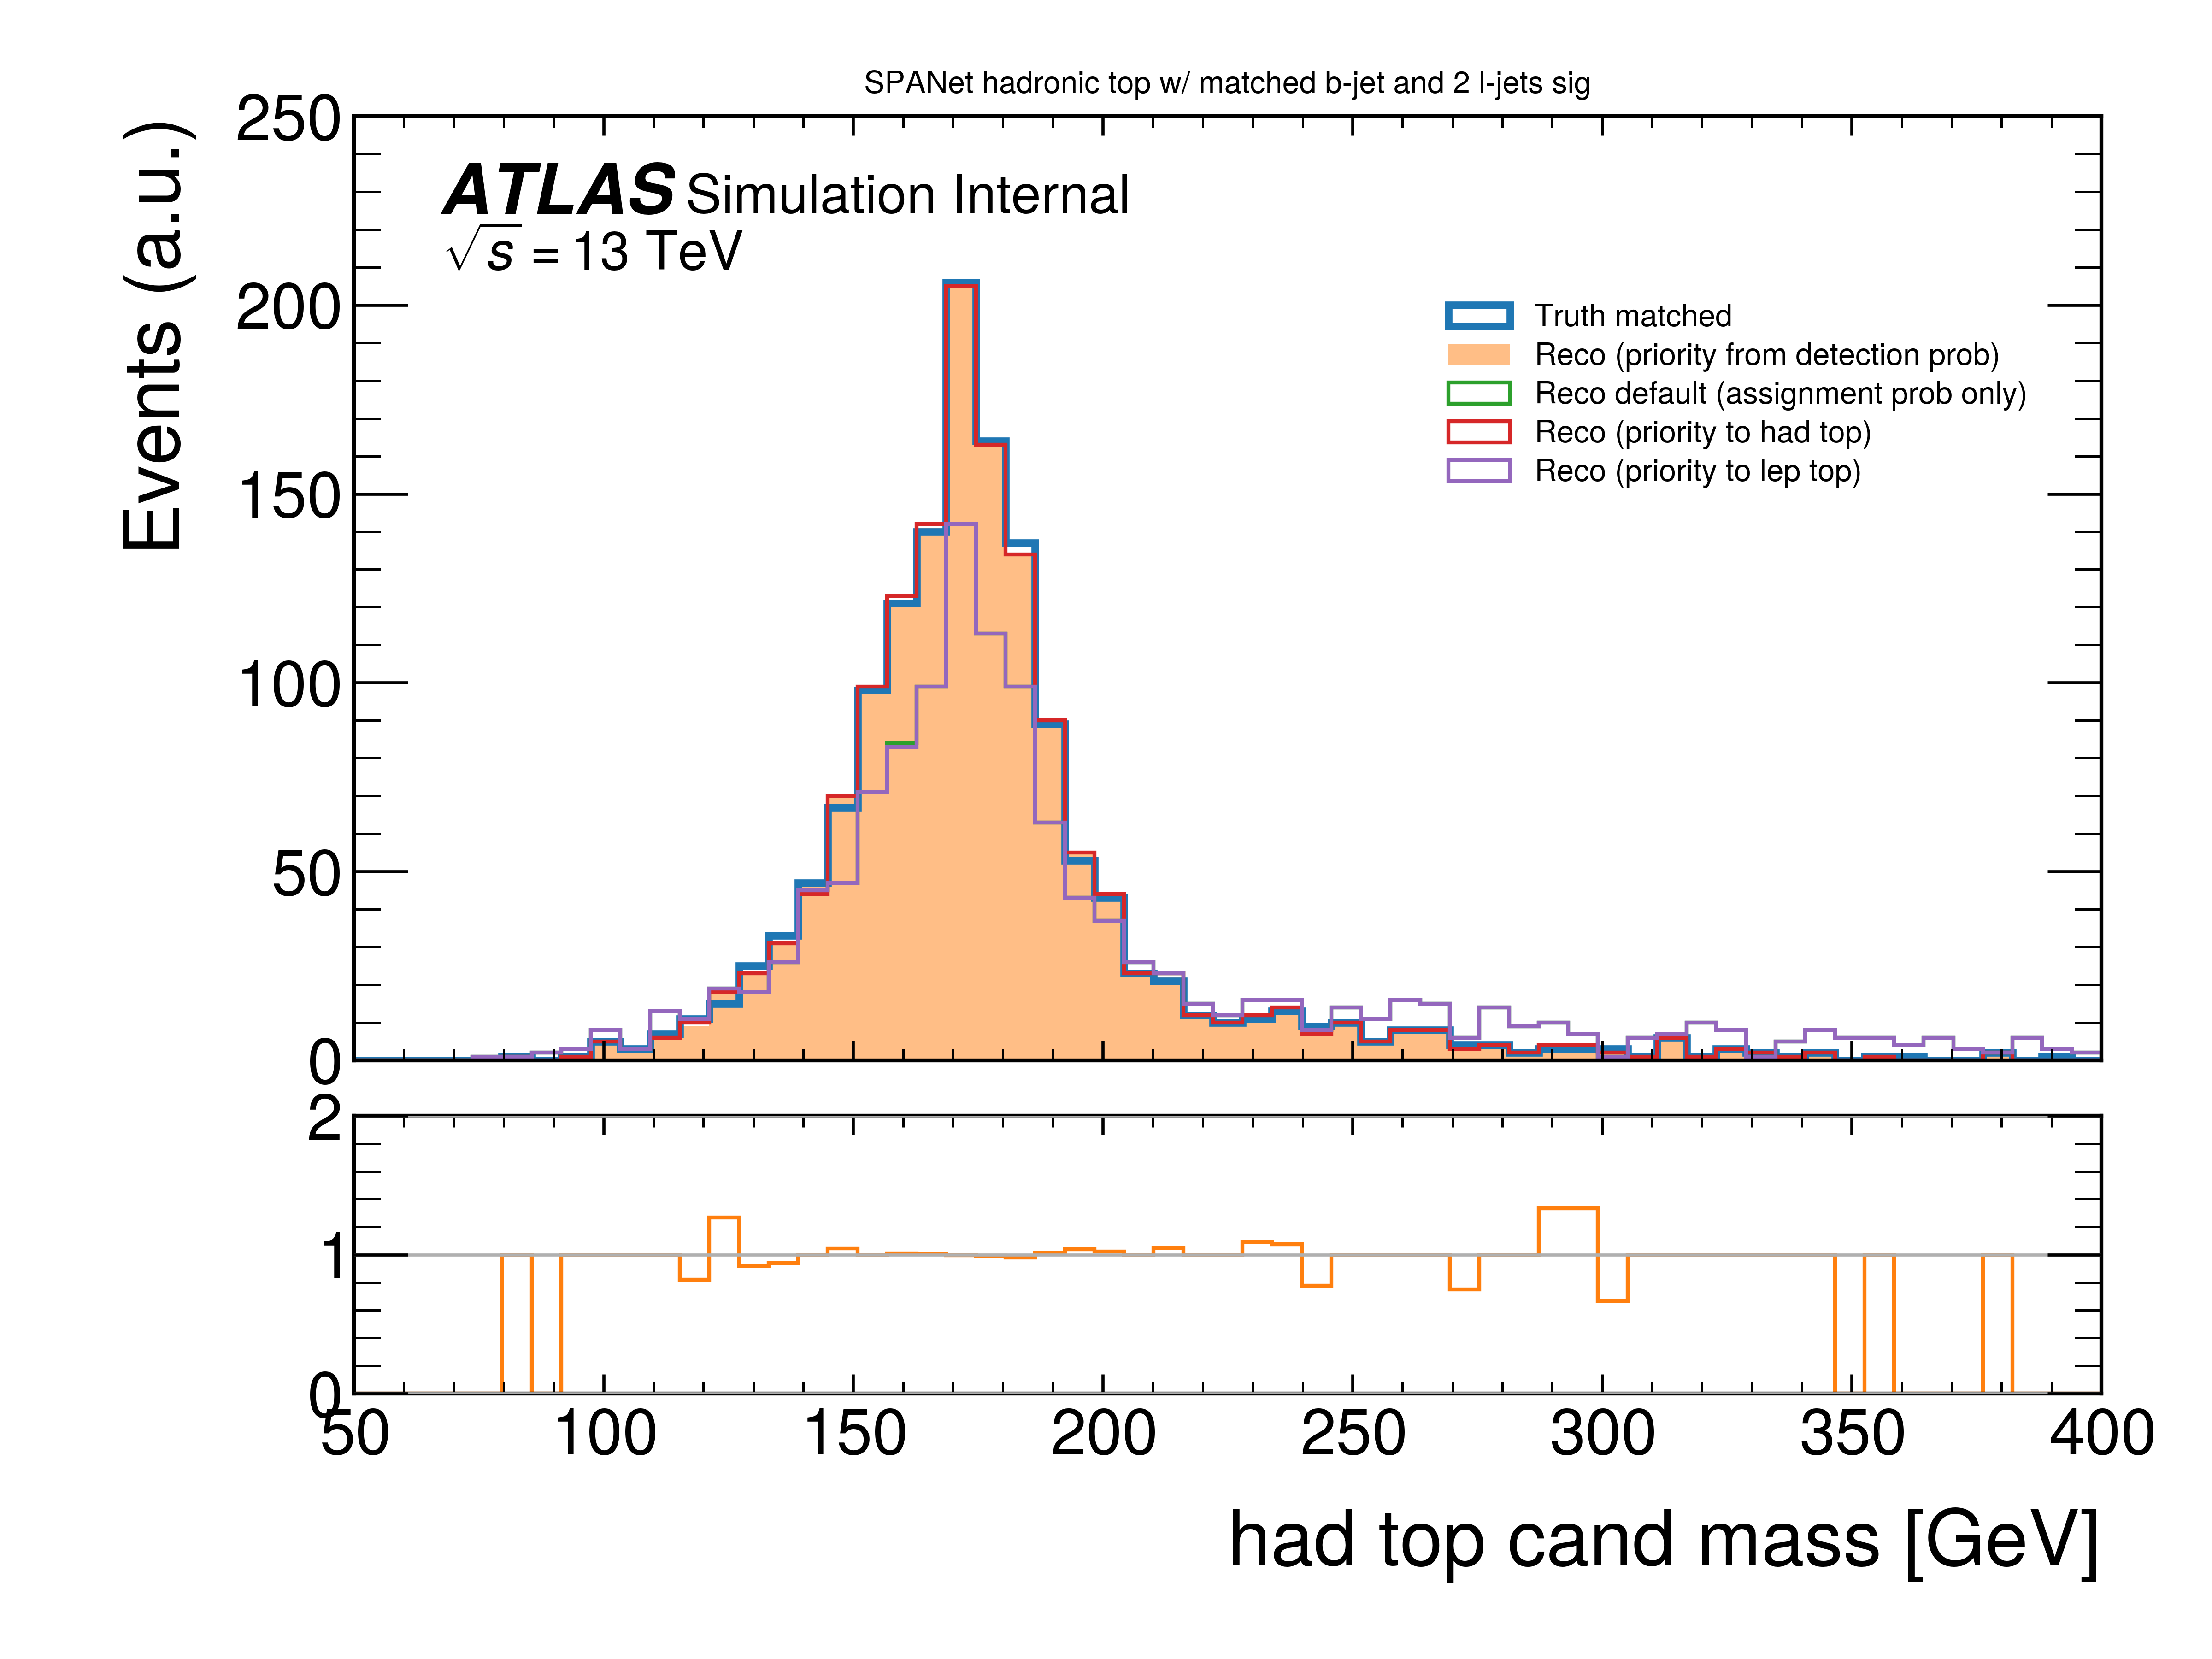 SPANet hadronic top w/ matched b-jet and 2 l-jets sig
Events (a.u.)
250
200
150
100
50
0
ATLAS Simulation Internal
√s = 13 TeV
Truth matched
Reco (priority from detection prob)
Reco default (assignment prob only)
Reco (priority to had top)
Reco (priority to lep top)
2
1
0
50 100 150 200 250 300 350 400
had top cand mass [GeV]